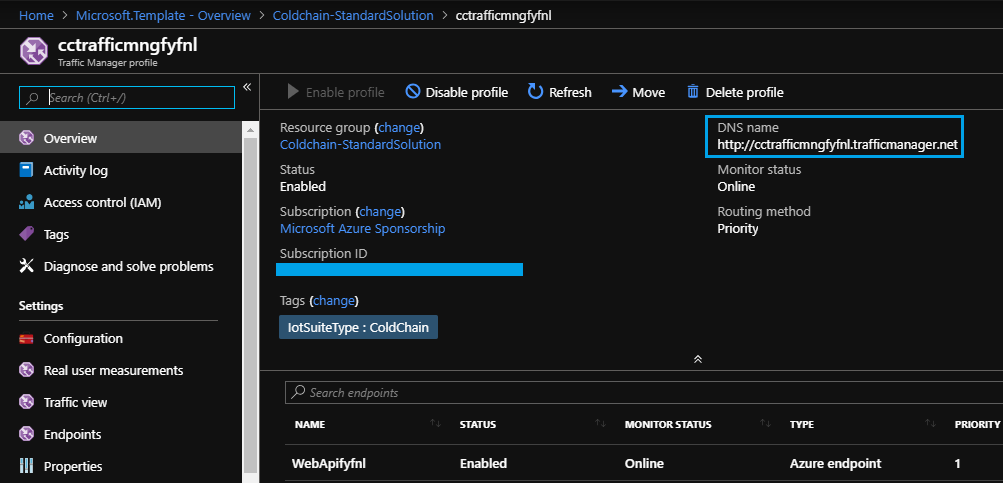 Home > Microsoft.Template - Overview > Coldchain-StandardSolution > cctrafficmngfyfnl
cctrafficmngfyfnl
Traffic Manager profile
Search (Ctrl+/)
Overview
Activity log
Access control (IAM)
Tags
Diagnose and solve problems
Settings
Configuration
Real user measurements
Traffic view
Endpoints
Properties
Enable profile Disable profile Refresh Move Delete profile
Resource group (change)
Coldchain-StandardSolution
Status
Enabled
Subscription (change)
Microsoft Azure Sponsorship
Subscription ID
Tags (change)
IotSuiteType : ColdChain
DNS name
http://cctrafficmngfyfnl.trafficmanager.net
Monitor status
Online
Routing method
Priority
Search endpoints
NAME STATUS MONITOR STATUS TYPE PRIORITY
WebApifyfnl Enabled Online Azure endpoint 1